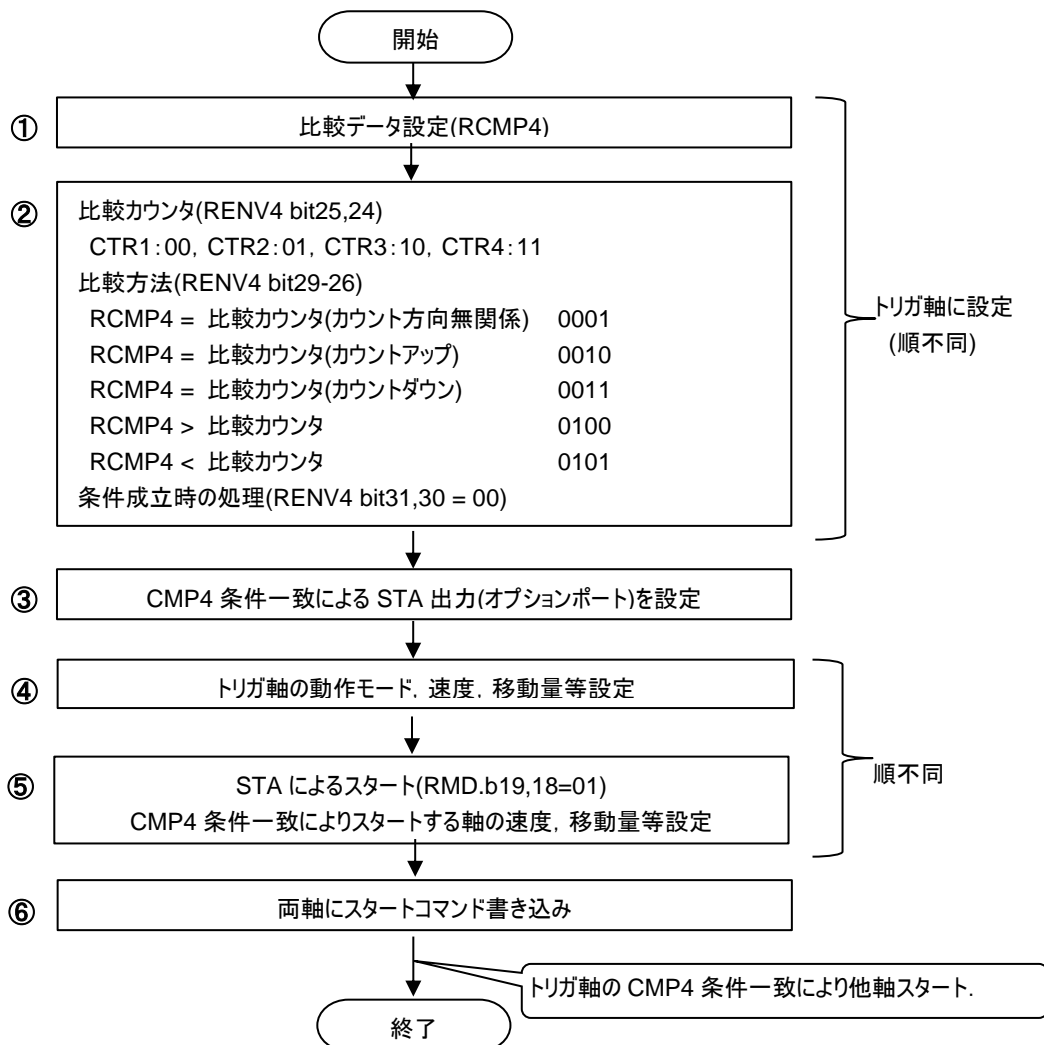 開始
① 比較データ設定(RCMP4)
② 比較カウンタ(RENV4 bit25,24)
CTR1:00, CTR2:01, CTR3:10, CTR4:11
比較方法(RENV4 bit29-26)
RCMP4 = 比較カウンタ(カウント方向無関係) 0001
RCMP4 = 比較カウンタ(カウントアップ) 0010
RCMP4 = 比較カウンタ(カウントダウン) 0011
RCMP4 > 比較カウンタ 0100
RCMP4 < 比較カウンタ 0101
条件成立時の処理(RENV4 bit31,30 = 00)
トリガ軸に設定
(順不同)
③ CMP4 条件一致による STA 出力(オプションポート)を設定
④ トリガ軸の動作モード, 速度, 移動量等設定
⑤ STA によるスタート(RMD.b19,18=01)
CMP4 条件一致によりスタートする軸の速度, 移動量等設定
順不同
⑥ 両軸にスタートコマンド書き込み
トリガ軸の CMP4 条件一致により他軸スタート.
終了